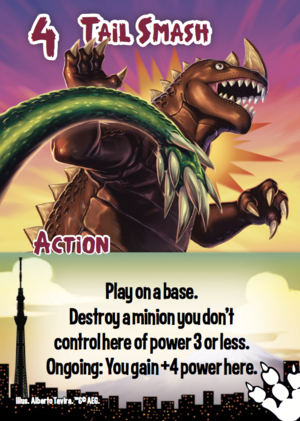 4 Tail Smash
Action
Play on a base.
Destroy a minion you don't
control here of power 3 or less.
Ongoing: You gain +4 power here.
Illus. Alberto Tavira. ™© AEG.